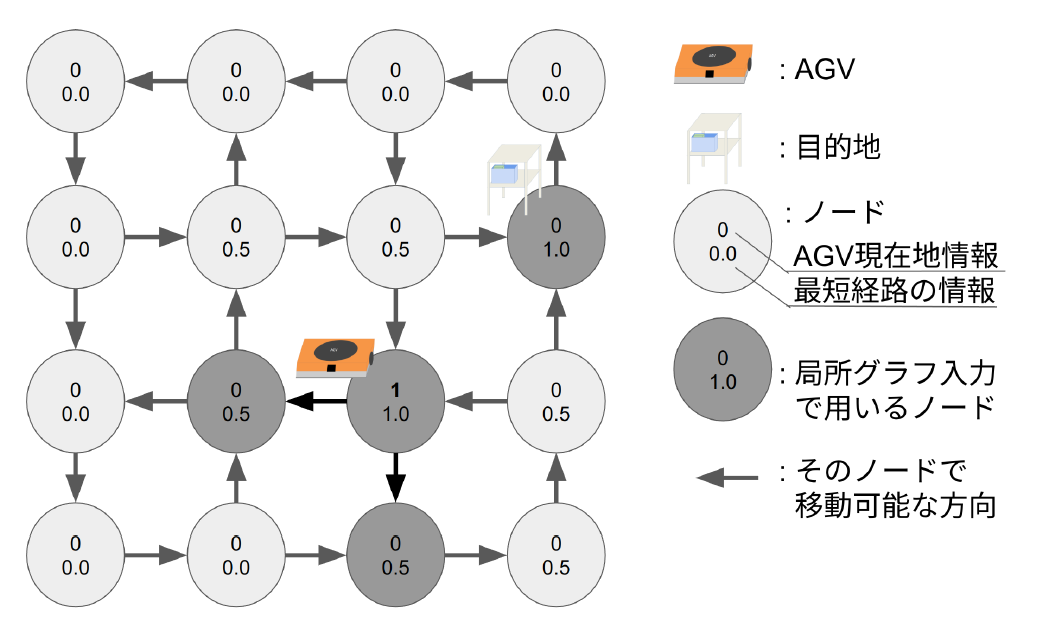 0 0 0 0
0.0 0.0 0.0 0.0
0 0 0 0
0.0 0.5 0.5 1.0
0 0 1 0
0.0 0.5 1.0 0.5
0 0 0 0
0.0 0.0 0.5 0.5
: AGV
: 目的地
: ノード
0
0.0
AGV現在地情報
最短経路の情報
0
1.0
: 局所グラフ入力
で用いるノード
: そのノードで
移動可能な方向